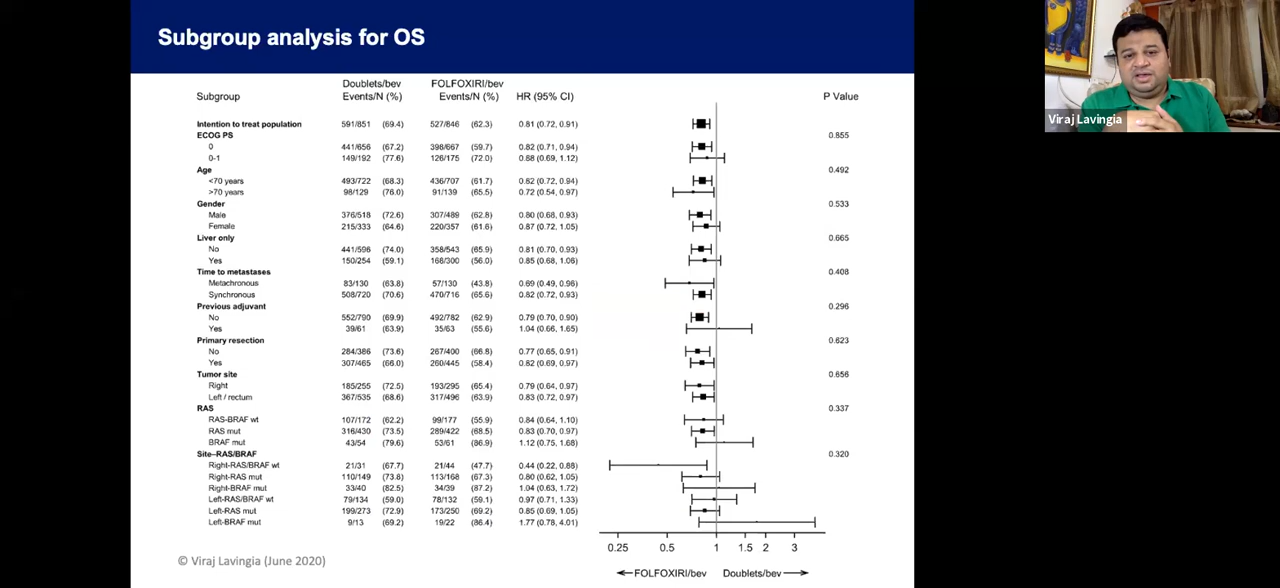 Subgroup analysis for OS
Viraj Lavingia
Doublets/bev FOLFOXIRI/bev
Subgroup Events/N (%) Events/N (%) HR (95% CI) P Value
Intention to treat population 591/851 (69.4) 527/846 (62.3) 0.81 (0.72, 0.91)
ECOG PS 0.855
0 441/656 (67.2) 398/667 (59.7) 0.82 (0.71, 0.94)
0-1 149/192 (77.6) 126/175 (72.0) 0.88 (0.69, 1.12)
Age 0.492
<70 years 493/722 (68.3) 436/707 (61.7) 0.82 (0.72, 0.94)
>70 years 98/129 (76.0) 91/139 (65.5) 0.72 (0.54, 0.97)
Gender 0.533
Male 376/518 (72.6) 307/489 (62.8) 0.80 (0.68, 0.93)
Female 215/333 (64.6) 220/357 (61.6) 0.87 (0.72, 1.05)
Liver only 0.665
No 441/596 (74.0) 358/543 (65.9) 0.81 (0.70, 0.93)
Yes 150/254 (59.1) 168/300 (56.0) 0.85 (0.68, 1.06)
Time to metastases 0.408
Metachronous 83/130 (63.8) 57/130 (43.8) 0.69 (0.49, 0.96)
Synchronous 508/720 (70.6) 470/716 (65.6) 0.82 (0.72, 0.93)
Previous adjuvant 0.296
No 552/790 (69.9) 492/782 (62.9) 0.79 (0.70, 0.90)
Yes 39/61 (63.9) 35/63 (55.6) 1.04 (0.66, 1.65)
Primary resection 0.623
No 284/386 (73.6) 267/400 (66.8) 0.77 (0.65, 0.91)
Yes 307/465 (66.0) 260/445 (58.4) 0.82 (0.69, 0.97)
Tumor site 0.656
Right 185/255 (72.5) 193/295 (65.4) 0.79 (0.64, 0.97)
Left / rectum 367/535 (68.6) 317/496 (63.9) 0.83 (0.72, 0.97)
RAS 0.337
RAS-BRAF wt 107/172 (62.2) 99/177 (55.9) 0.84 (0.64, 1.10)
RAS mut 316/430 (73.5) 289/422 (68.5) 0.83 (0.70, 0.97)
BRAF mut 43/54 (79.6) 53/61 (86.9) 1.12 (0.75, 1.68)
Site–RAS/BRAF 0.320
Right-RAS/BRAF wt 21/31 (67.7) 21/44 (47.7) 0.44 (0.22, 0.88)
Right-RAS mut 110/149 (73.8) 113/168 (67.3) 0.80 (0.62, 1.05)
Right-BRAF mut 33/40 (82.5) 34/39 (87.2) 1.04 (0.63, 1.72)
Left-RAS/BRAF wt 79/134 (59.0) 78/132 (59.1) 0.97 (0.71, 1.33)
Left-RAS mut 199/273 (72.9) 173/250 (69.2) 0.85 (0.69, 1.05)
Left-BRAF mut 9/13 (69.2) 19/22 (86.4) 1.77 (0.78, 4.01)
0.25 0.5 1 1.5 2 3
© Viraj Lavingia (June 2020)
FOLFOXIRI/bev Doublets/bev